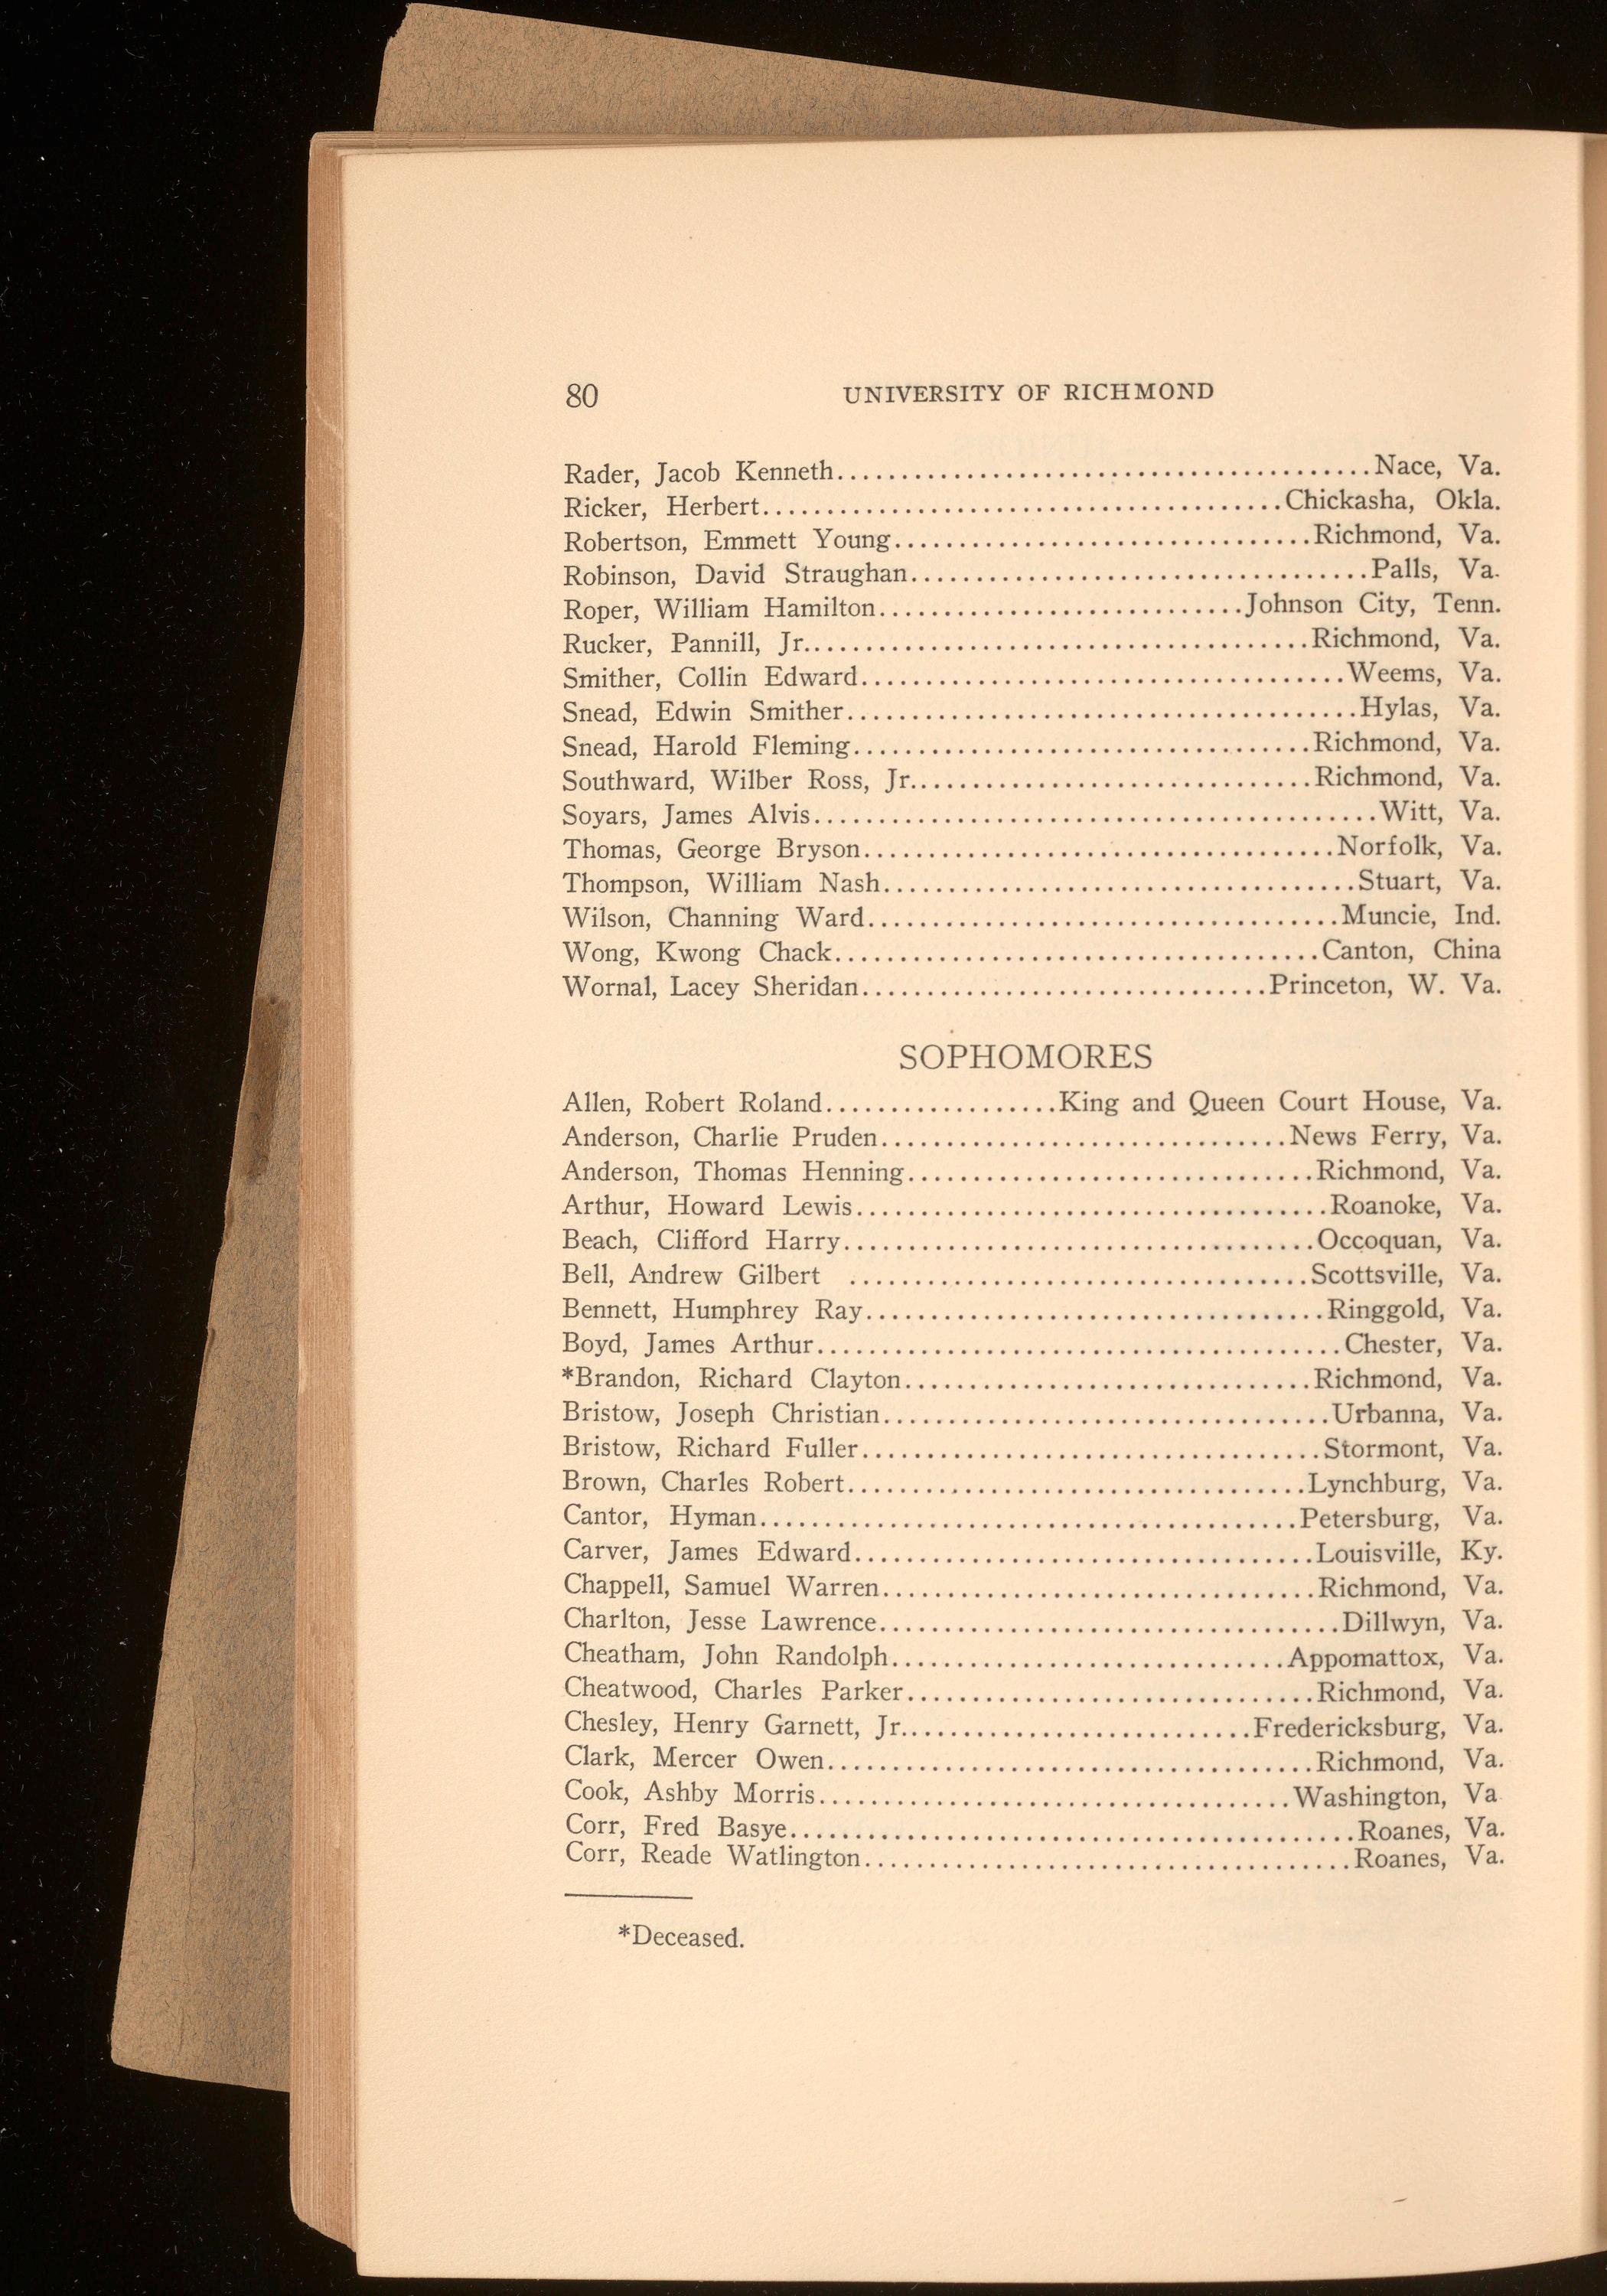 80 UNIVERSITY OF RICHMOND
Rader, Jacob Kenneth........................................Nace, Va.
Ricker, Herbert........................................Chickasha, Okla.
Robertson, Emmett Young................................Richmond, Va.
Robinson, David Straughan...................................Palls, Va.
Roper, William Hamilton............................Johnson City, Tenn.
Rucker, Pannill, Jr.......................................Richmond, Va.
Smither, Collin Edward.....................................Weems, Va.
Snead, Edwin Smither.......................................Hylas, Va.
Snead, Harold Fleming...................................Richmond, Va.
Southward, Wilber Ross, Jr...............................Richmond, Va.
Soyars, James Alvis...........................................Witt, Va.
Thomas, George Bryson....................................Norfolk, Va.
Thompson, William Nash....................................Stuart, Va.
Wilson, Channing Ward....................................Muncie, Ind.
Wong, Kwong Chack.....................................Canton, China
Wornal, Lacey Sheridan...............................Princeton, W. Va.
SOPHOMORES
Allen, Robert Roland..................King and Queen Court House, Va.
Anderson, Charlie Pruden...............................News Ferry, Va.
Anderson, Thomas Henning...............................Richmond, Va.
Arthur, Howard Lewis....................................Roanoke, Va.
Beach, Clifford Harry....................................Occoquan, Va.
Bell, Andrew Gilbert ...................................Scottsville, Va.
Bennett, Humphrey Ray...................................Ringgold, Va.
Boyd, James Arthur........................................Chester, Va.
*Brandon, Richard Clayton...............................Richmond, Va.
Bristow, Joseph Christian..................................Urbanna, Va.
Bristow, Richard Fuller...................................Stormont, Va.
Brown, Charles Robert...................................Lynchburg, Va.
Cantor, Hyman.........................................Petersburg, Va.
Carver, James Edward...................................Louisville, Ky.
Chappell, Samuel Warren.................................Richmond, Va.
Charlton, Jesse Lawrence...................................Dillwyn, Va.
Cheatham, John Randolph..............................Appomattox, Va.
Cheatwood, Charles Parker...............................Richmond, Va.
Chesley, Henry Garnett, Jr...........................Fredericksburg, Va.
Clark, Mercer Owen.....................................Richmond, Va.
Cook, Ashby Morris....................................Washington, Va
Corr, Fred Basye...........................................Roanes, Va.
Corr, Reade Watlington.....................................Roanes, Va.
*Deceased.